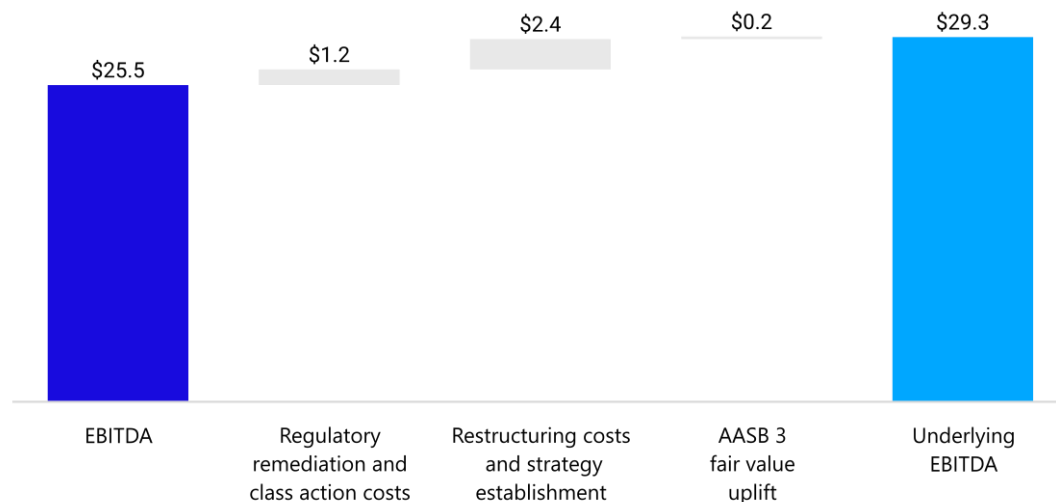 $25.5
$1.2
$2.4
$0.2
$29.3
EBITDA
Regulatory
remediation and
class action costs
Restructuring costs
and strategy
establishment
AASB 3
fair value
uplift
Underlying
EBITDA